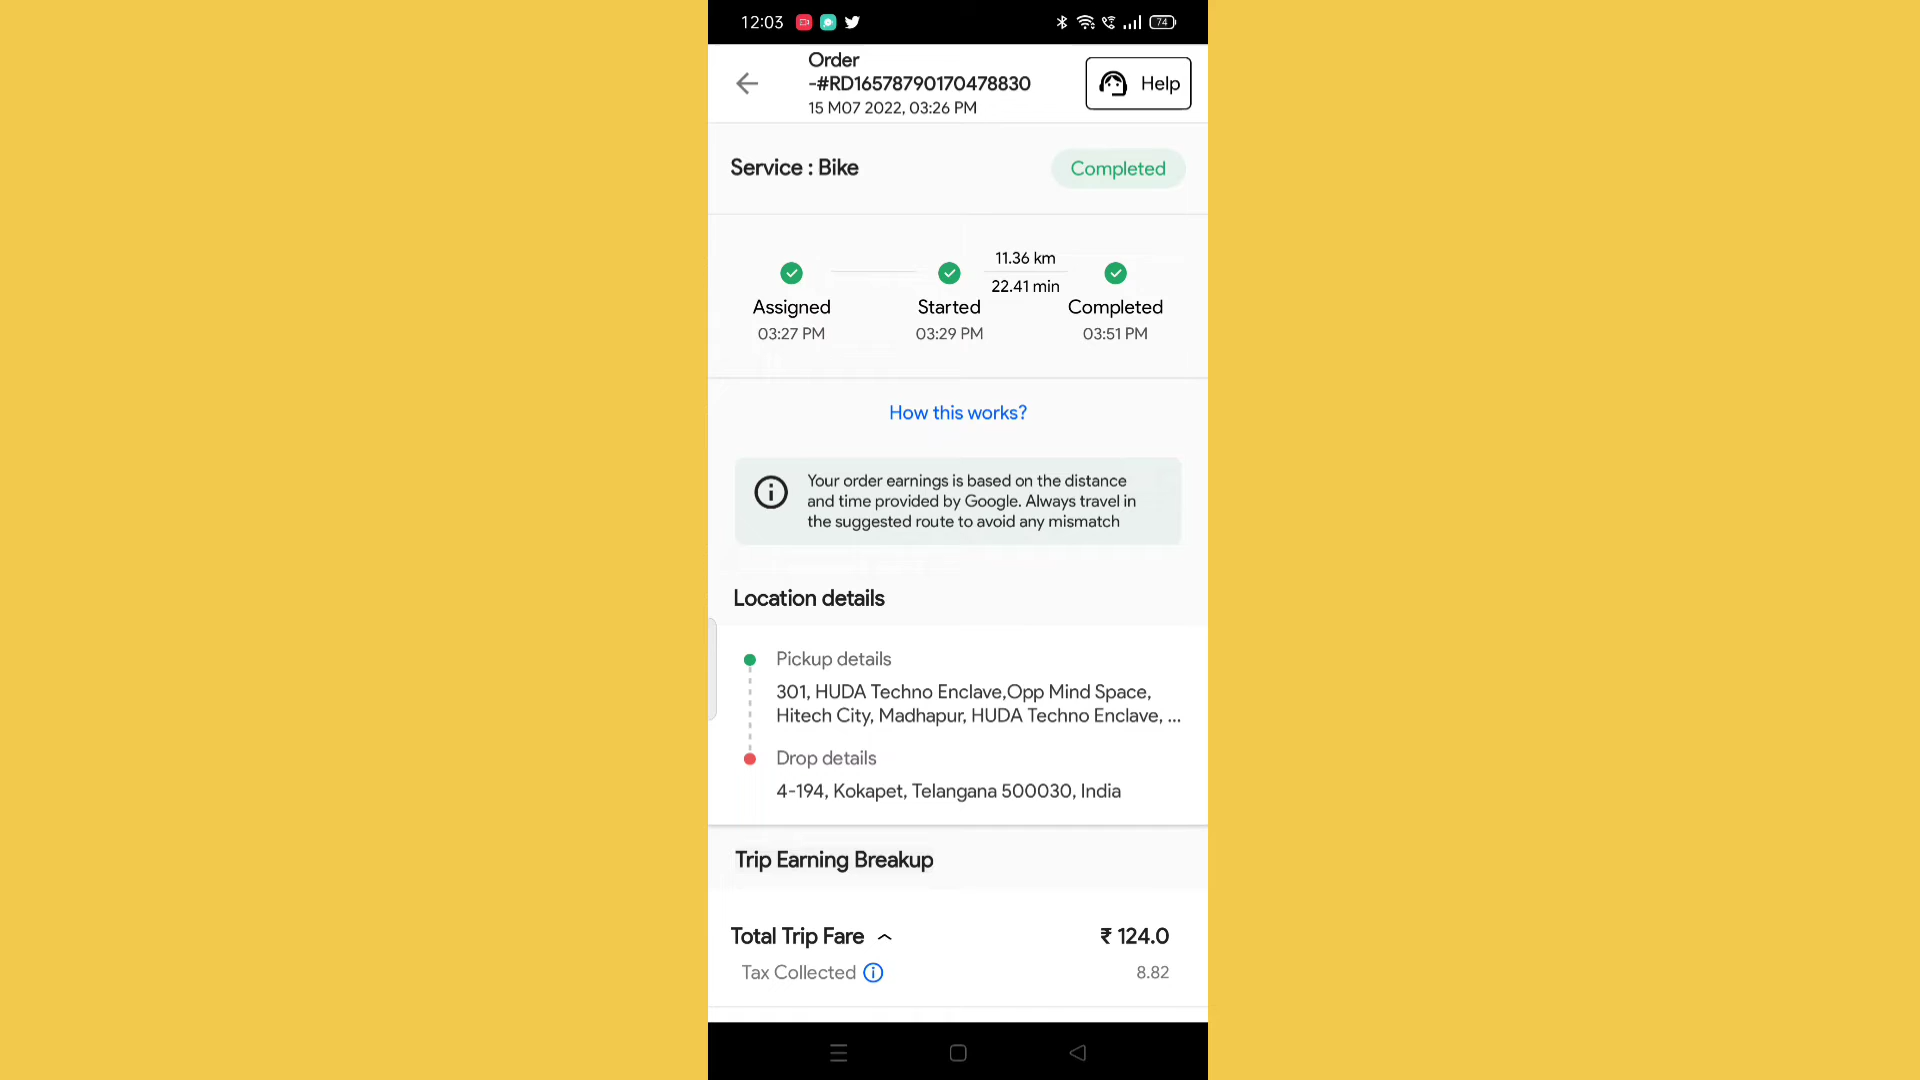 12:03
74
Order
-#RD16578790170478830
15 M07 2022, 03:26 PM
Help
Service : Bike
Completed
11.36 km
22.41 min
Assigned
Started
Completed
03:27 PM
03:29 PM
03:51 PM
How this works?
Your order earnings is based on the distance
and time provided by Google. Always travel in
the suggested route to avoid any mismatch
Location details
Pickup details
301, HUDA Techno Enclave,Opp Mind Space,
Hitech City, Madhapur, HUDA Techno Enclave, ...
Drop details
4-194, Kokapet, Telangana 500030, India
Trip Earning Breakup
Total Trip Fare ₹ 124.0
Tax Collected 8.82